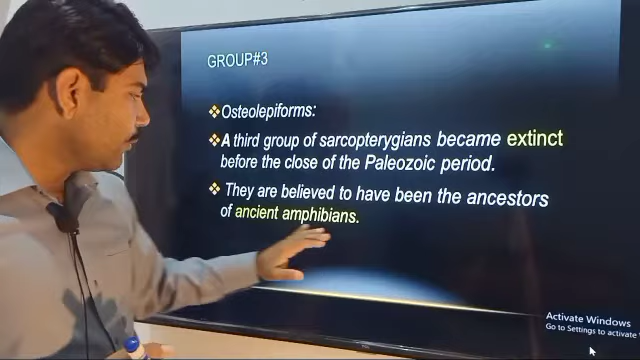 GROUP#3
❖Osteolepiforms:
❖A third group of sarcopterygians became extinct
before the close of the Paleozoic period.
❖ They are believed to have been the ancestors
of ancient amphibians.
Activate Windows
Go to Settings to activate